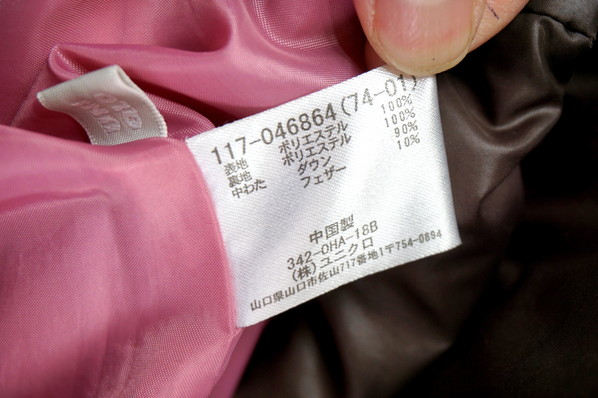 117-046864(74-01)
表地 ポリエステル 100%
裏地 ポリエステル 100%
中わた ダウン 90%
フェザー 10%
中国製
342-OHA-18B
(株)ユニクロ
山口県山口市佐山717番地1〒754-0894